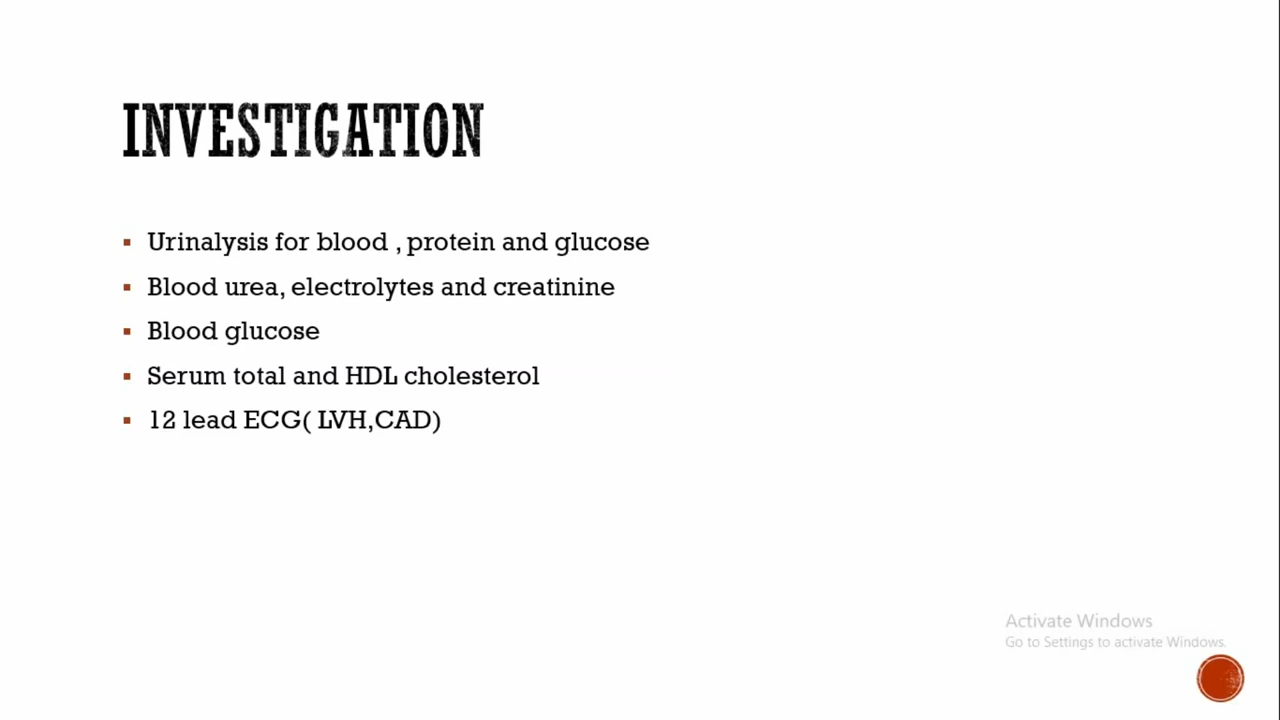 INVESTIGATION
Urinalysis for blood , protein and glucose
Blood urea, electrolytes and creatinine
Blood glucose
Serum total and HDL cholesterol
12 lead ECG( LVH,CAD)
Activate Windows
Go to Settings to activate Windows.